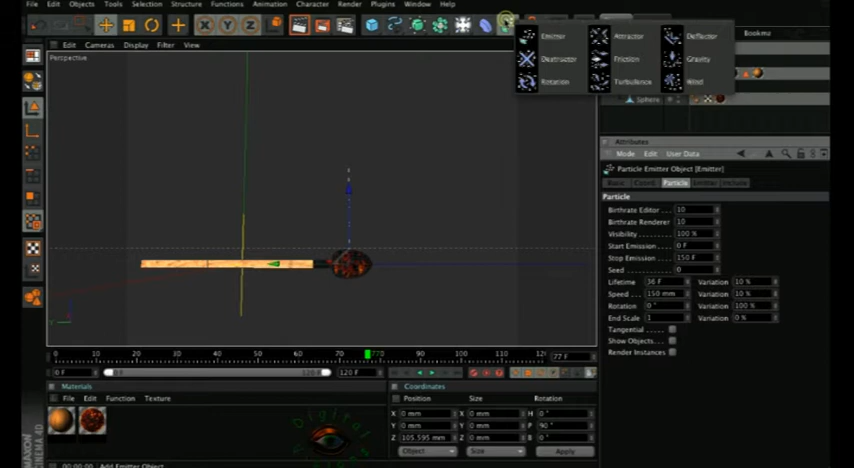 Edit Objects Tools Selection Structure Functions Animation Render Plugins Window Help
Edit Cameras Display Filter View
Perspective
Emitter Attractor Deflector
Destructor Friction Gravity
Rotation Turbulence Wind
Bookma
Sphere
Attributes
Mode Edit User Data
Particle Emitter Object [Emitter]
Basic Coord. Particle Emitter Include
Particle
Birthrate Editor 10
Birthrate Renderer 10
Visibility 100 %
Start Emission 0 F
Stop Emission 150 F
Seed 0
Lifetime 36 F Variation 10 %
Speed 150 mm Variation 10 %
Rotation 0 ° Variation 100 %
End Scale 1 Variation 0 %
Tangential
Show Objects
Render Instances
0 10 20 30 40 50 60 70 77 80 90 100 110 77 F
0 F 0 F 120 F 120 F
Materials
File Edit Function Texture
Coordinates
Position Size Rotation
X 0 mm X 0 mm H 0 °
Y 0 mm Y 0 mm P 90 °
Z 105.595 mm Z 0 mm B 0 °
Object Size Apply
Digital
MAXON
CINEMA 4D
00:00:00 Add Emitter Object